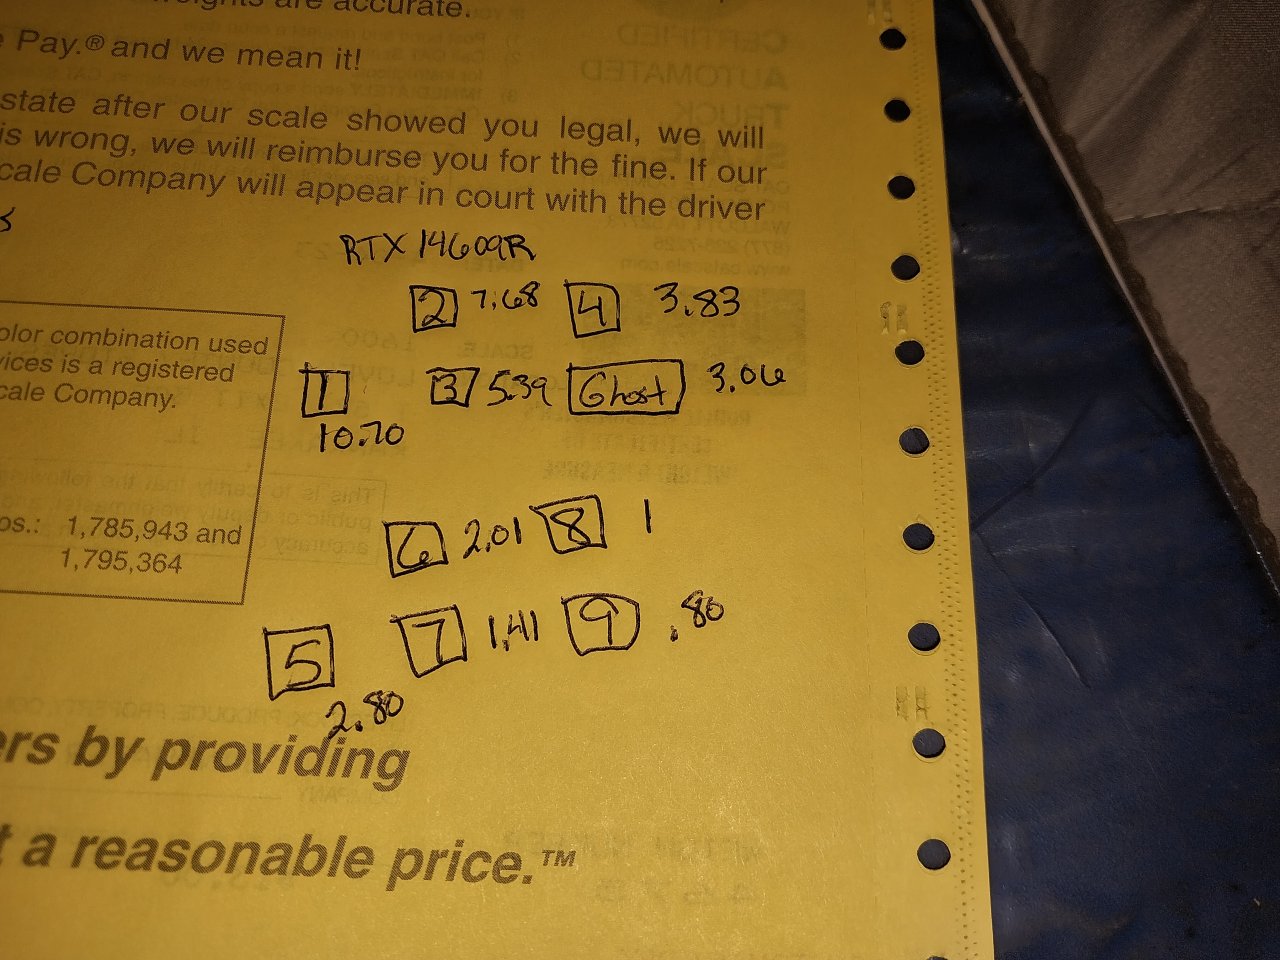 are accurate.
Pay.® and we mean it!
state after our scale showed you legal, we will
is wrong, we will reimburse you for the fine. If our
cale Company will appear in court with the driver
RTX 14609R
2 7.68 4 3.83
1 3 5.39 Ghost 3.06
10.70
olor combination used
vices is a registered
cale Company.
os.: 1,785,943 and
1,795,364
6 2.01 8 1
5 7 1.41 9 .80
2.80
ers by providing
t a reasonable price.™